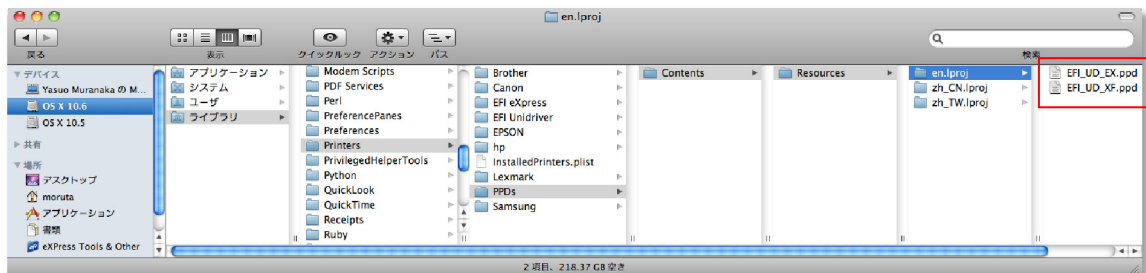 en.lproj
戻る
表示
クイックルック
アクション
パス
検索
▼デバイス
Yasuo Muranaka の M...
OS X 10.6
OS X 10.5
▶共有
▼場所
デスクトップ
moruta
アプリケーション
書類
eXPress Tools & Other
アプリケーション
システム
ユーザ
ライブラリ
Modem Scripts
PDF Services
Perl
PreferencePanes
Preferences
Printers
PrivilegedHelperTools
Python
QuickLook
QuickTime
Receipts
Ruby
Brother
Canon
EFI eXpress
EFI Unidriver
EPSON
hp
InstalledPrinters.plist
Lexmark
PPDs
Samsung
Contents
Resources
en.lproj
zh_CN.lproj
zh_TW.lproj
EFI_UD_EX.ppd
EFI_UD_XF.ppd
2 項目、218.37 GB 空き